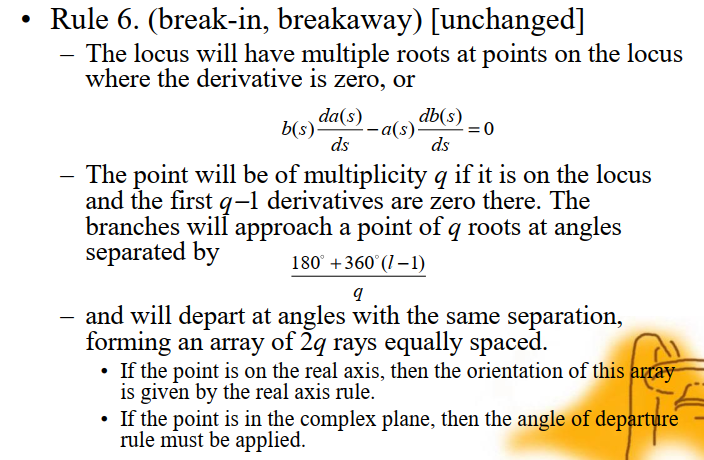 • Rule 6. (break-in, breakaway) [unchanged]
– The locus will have multiple roots at points on the locus
where the derivative is zero, or
b(s) da(s)/ds − a(s) db(s)/ds = 0
– The point will be of multiplicity q if it is on the locus
and the first q−1 derivatives are zero there. The
branches will approach a point of q roots at angles
separated by
180° + 360°(l − 1)
q
– and will depart at angles with the same separation,
forming an array of 2q rays equally spaced.
• If the point is on the real axis, then the orientation of this array
is given by the real axis rule.
• If the point is in the complex plane, then the angle of departure
rule must be applied.